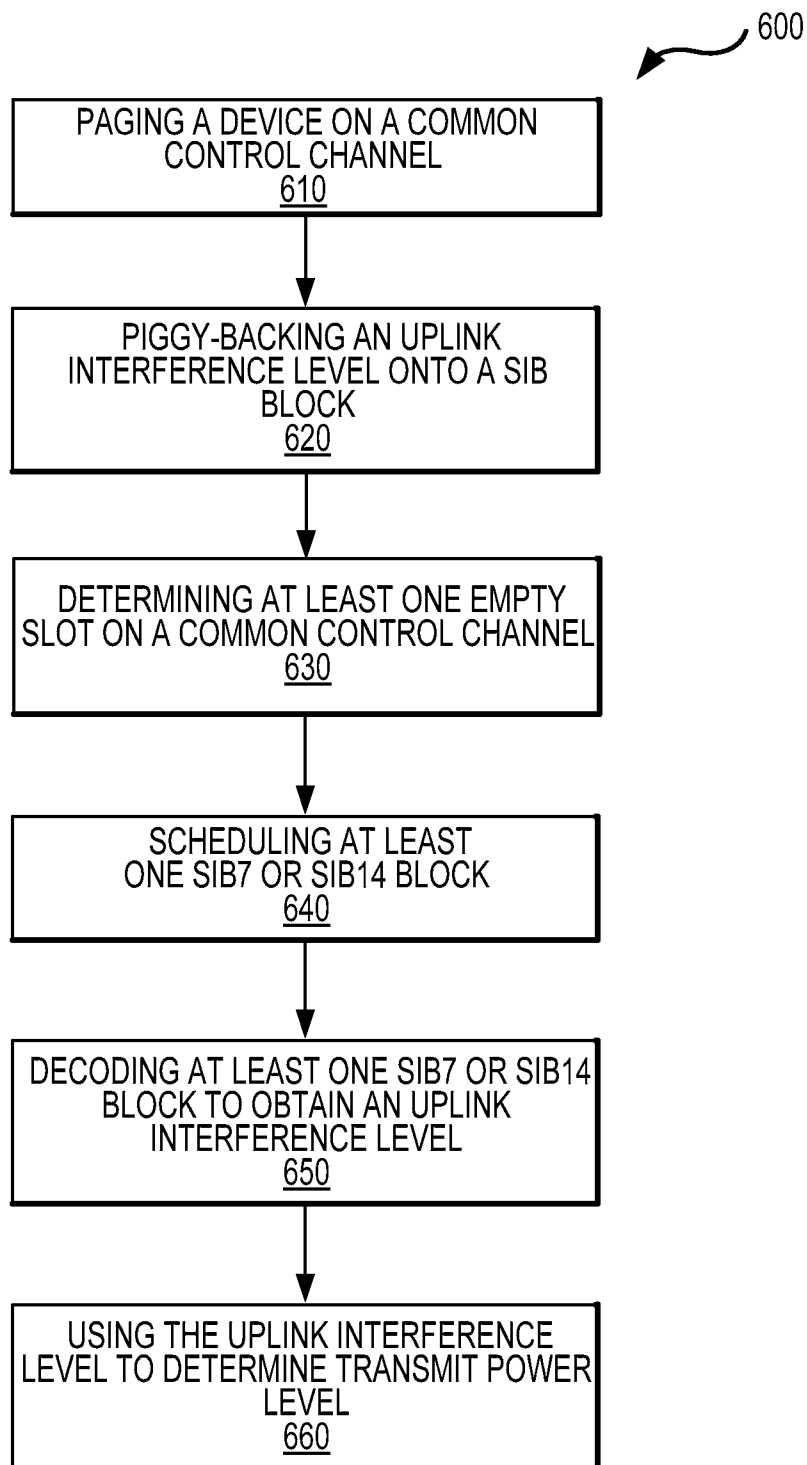 600
PAGING A DEVICE ON A COMMON
CONTROL CHANNEL
610
PIGGY-BACKING AN UPLINK
INTERFERENCE LEVEL ONTO A SIB
BLOCK
620
DETERMINING AT LEAST ONE EMPTY
SLOT ON A COMMON CONTROL CHANNEL
630
SCHEDULING AT LEAST
ONE SIB7 OR SIB14 BLOCK
640
DECODING AT LEAST ONE SIB7 OR SIB14
BLOCK TO OBTAIN AN UPLINK
INTERFERENCE LEVEL
650
USING THE UPLINK INTERFERENCE
LEVEL TO DETERMINE TRANSMIT POWER
LEVEL
660